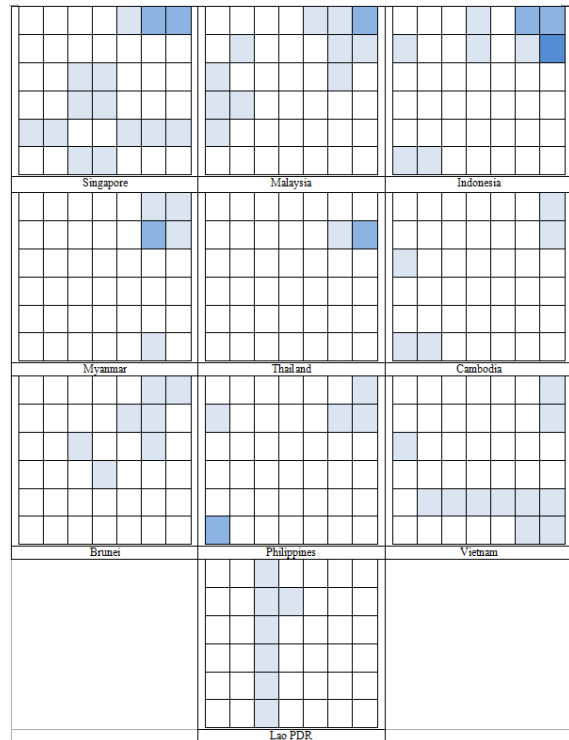 Singapore
Malaysia
Indonesia
Myanmar
Thailand
Cambodia
Brunei
Philippines
Vietnam
Lao PDR